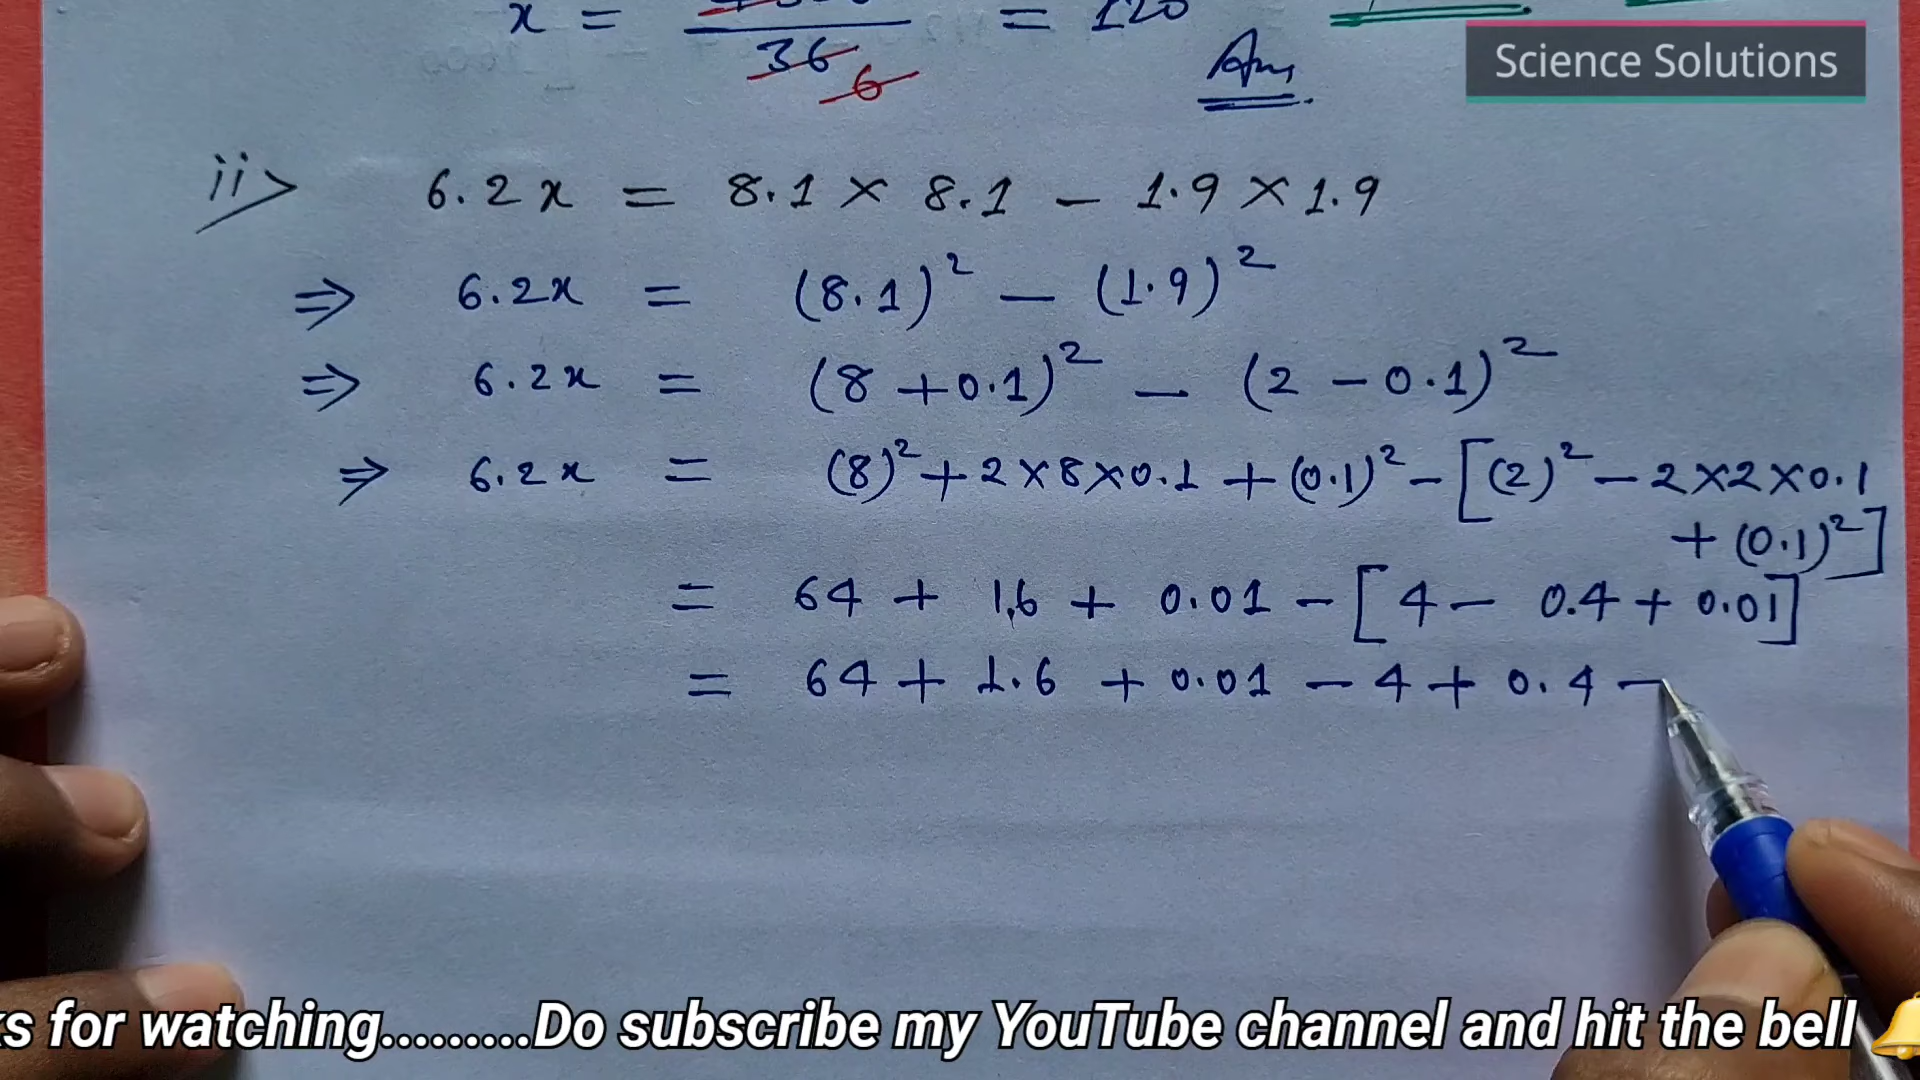 x = 36 6 = 120
Ans
Science Solutions
ii> 6.2x = 8.1 × 8.1 - 1.9 × 1.9
⇒ 6.2x = (8.1)² - (1.9)²
⇒ 6.2x = (8 + 0.1)² - (2 - 0.1)²
⇒ 6.2x = (8)² + 2×8×0.1 + (0.1)² - [(2)² - 2×2×0.1
+ (0.1)²]
= 64 + 1.6 + 0.01 - [4 - 0.4 + 0.01]
= 64 + 1.6 + 0.01 - 4 + 0.4 -
for watching.........Do subscribe my YouTube channel and hit the bell 🔔